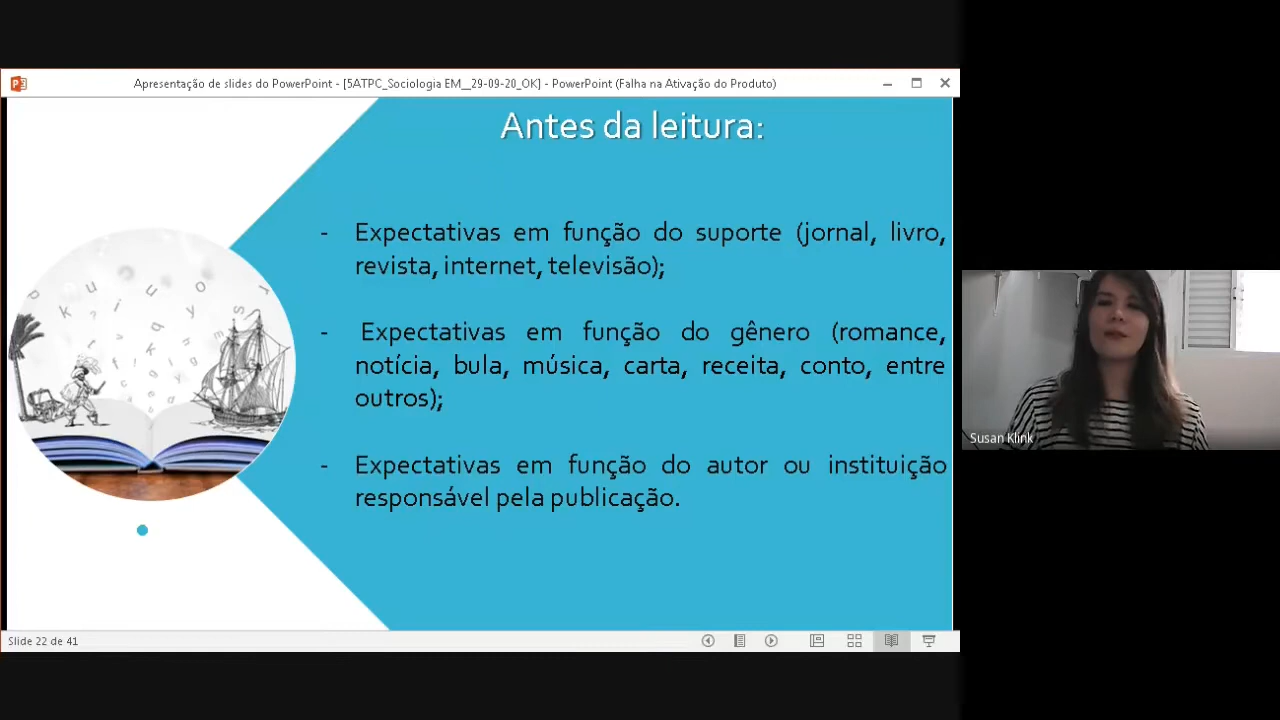 Apresentação de slides do PowerPoint - [5ATPC_Sociologia EM__29-09-20_OK] - PowerPoint (Falha na Ativação do Produto)
Antes da leitura:
- Expectativas em função do suporte (jornal, livro,
revista, internet, televisão);
- Expectativas em função do gênero (romance,
notícia, bula, música, carta, receita, conto, entre
outros);
- Expectativas em função do autor ou instituição
responsável pela publicação.
Susan Klink
Slide 22 de 41